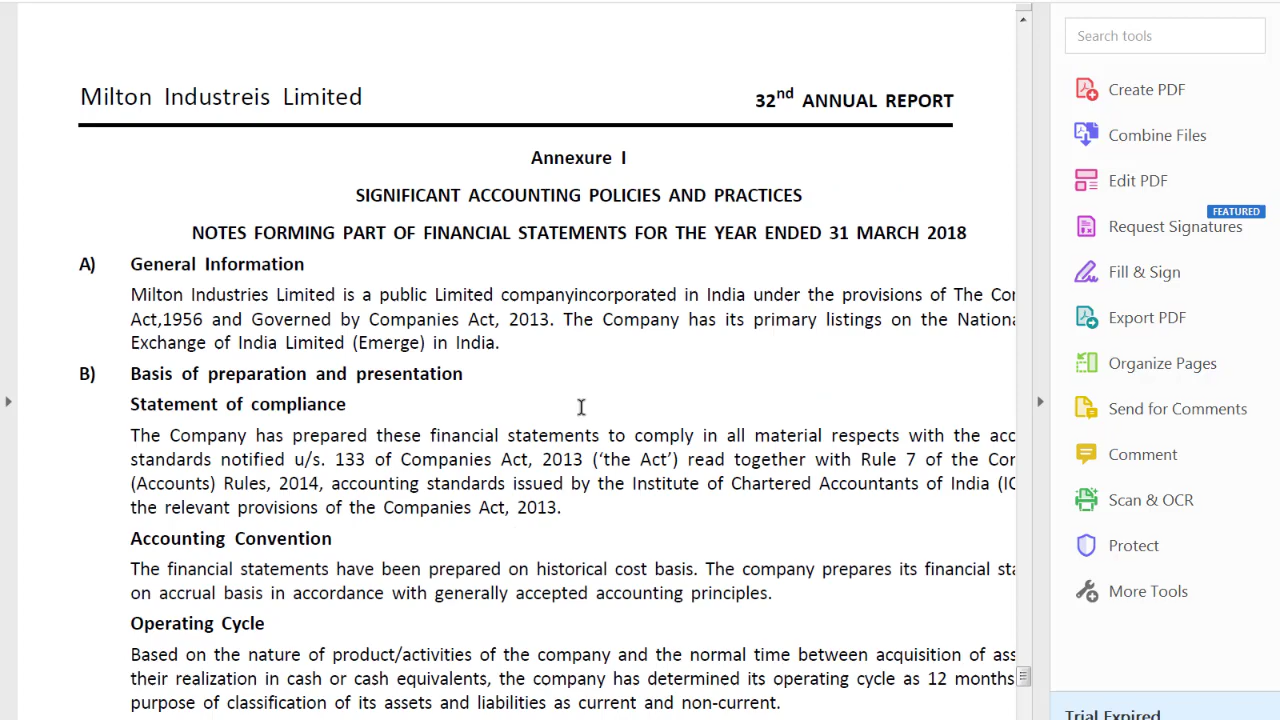 Milton Industreis Limited
32nd ANNUAL REPORT
Annexure I
SIGNIFICANT ACCOUNTING POLICIES AND PRACTICES
NOTES FORMING PART OF FINANCIAL STATEMENTS FOR THE YEAR ENDED 31 MARCH 2018
A) General Information
Milton Industries Limited is a public Limited companyincorporated in India under the provisions of The
Act,1956 and Governed by Companies Act, 2013. The Company has its primary listings on the
Exchange of India Limited (Emerge) in India.
B) Basis of preparation and presentation
Statement of compliance
The Company has prepared these financial statements to comply in all material respects with the
standards notified u/s. 133 of Companies Act, 2013 (‘the Act’) read together with Rule 7 of the
(Accounts) Rules, 2014, accounting standards issued by the Institute of Chartered Accountants of India
the relevant provisions of the Companies Act, 2013.
Accounting Convention
The financial statements have been prepared on historical cost basis. The company prepares its financial
on accrual basis in accordance with generally accepted accounting principles.
Operating Cycle
Based on the nature of product/activities of the company and the normal time between acquisition of
their realization in cash or cash equivalents, the company has determined its operating cycle as 12 months
purpose of classification of its assets and liabilities as current and non-current.
Search tools
Create PDF
Combine Files
Edit PDF
FEATURED
Request Signatures
Fill & Sign
Export PDF
Organize Pages
Send for Comments
Comment
Scan & OCR
Protect
More Tools
Trial Expired